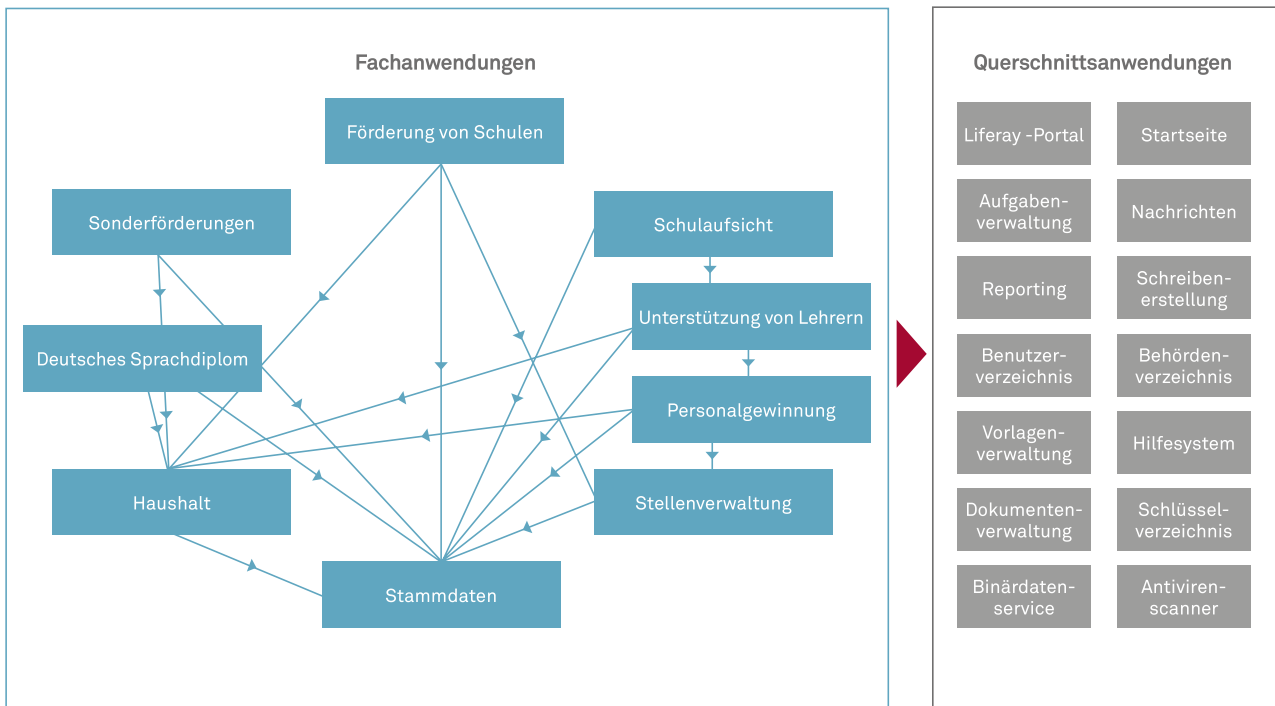 Fachanwendungen
Förderung von Schulen
Sonderförderungen
Schulaufsicht
Unterstützung von Lehrern
Deutsches Sprachdiplom
Personalgewinnung
Haushalt
Stellenverwaltung
Stammdaten
Querschnittsanwendungen
Liferay -Portal
Startseite
Aufgaben-
verwaltung
Nachrichten
Reporting
Schreiben-
erstellung
Benutzer-
verzeichnis
Behörden-
verzeichnis
Vorlagen-
verwaltung
Hilfesystem
Dokumenten-
verwaltung
Schlüssel-
verzeichnis
Binärdaten-
service
Antiviren-
scanner